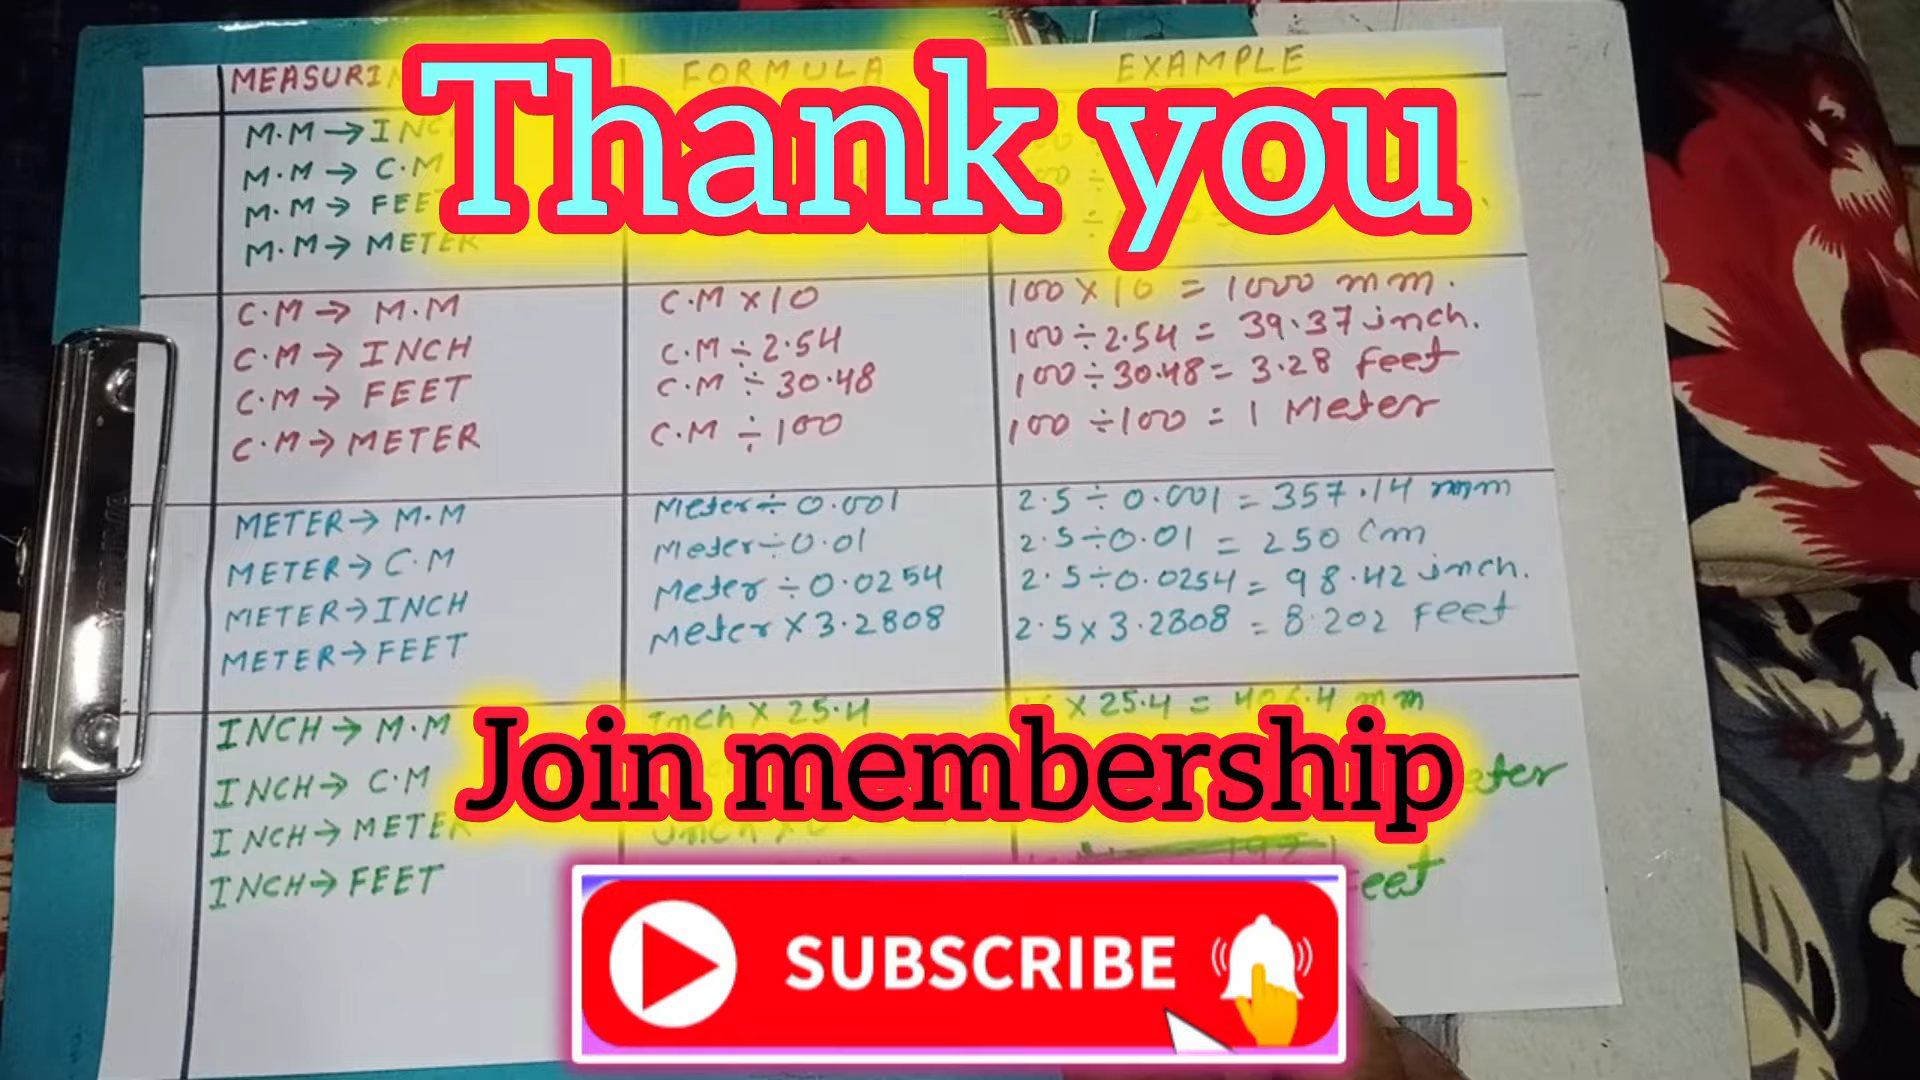 Thank you
MEASURIN FORMULA EXAMPLE
M.M → INC
M.M → C.M
M.M → FEE
M.M → METER
C.M → M.M C.M × 10 100 × 10 = 1000 mm.
C.M → INCH C.M ÷ 2.54 100 ÷ 2.54 = 39.37 inch.
C.M → FEET C.M ÷ 30.48 100 ÷ 30.48 = 3.28 feet
C.M → METER C.M ÷ 100 100 ÷ 100 = 1 Meter
METER → M.M Meter ÷ 0.001 2.5 ÷ 0.001 = 357.14 mm
METER → C.M Meter ÷ 0.01 2.5 ÷ 0.01 = 250 Cm
METER → INCH Meter ÷ 0.0254 2.5 ÷ 0.0254 = 98.42 inch.
METER → FEET Meter × 3.2808 2.5 × 3.2808 = 8.202 Feet
INCH → M.M Inch × 25.4 × 25.4 = 406.4 mm
Join membership
INCH → C.M eter
INCH → METER
INCH → FEET eet
SUBSCRIBE